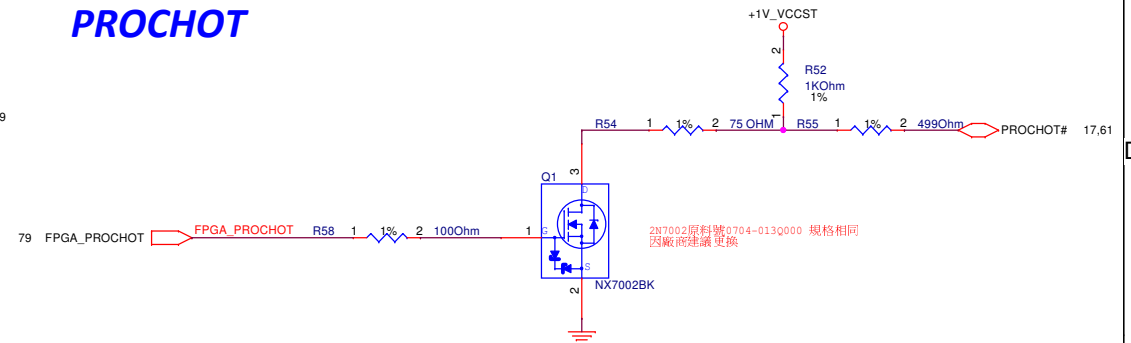 PROCHOT
+1V_VCCST
2
R52
1KOhm
1%
1
9
R54 1 1% 2 75 OHM R55 1 1% 2 499Ohm PROCHOT# 17,61
D
3
Q1
D
79 FPGA_PROCHOT FPGA_PROCHOT R58 1 1% 2 100Ohm 1 G
2N7002原料號0704-013Q000 規格相同
因廠商建議更換
S
NX7002BK
2